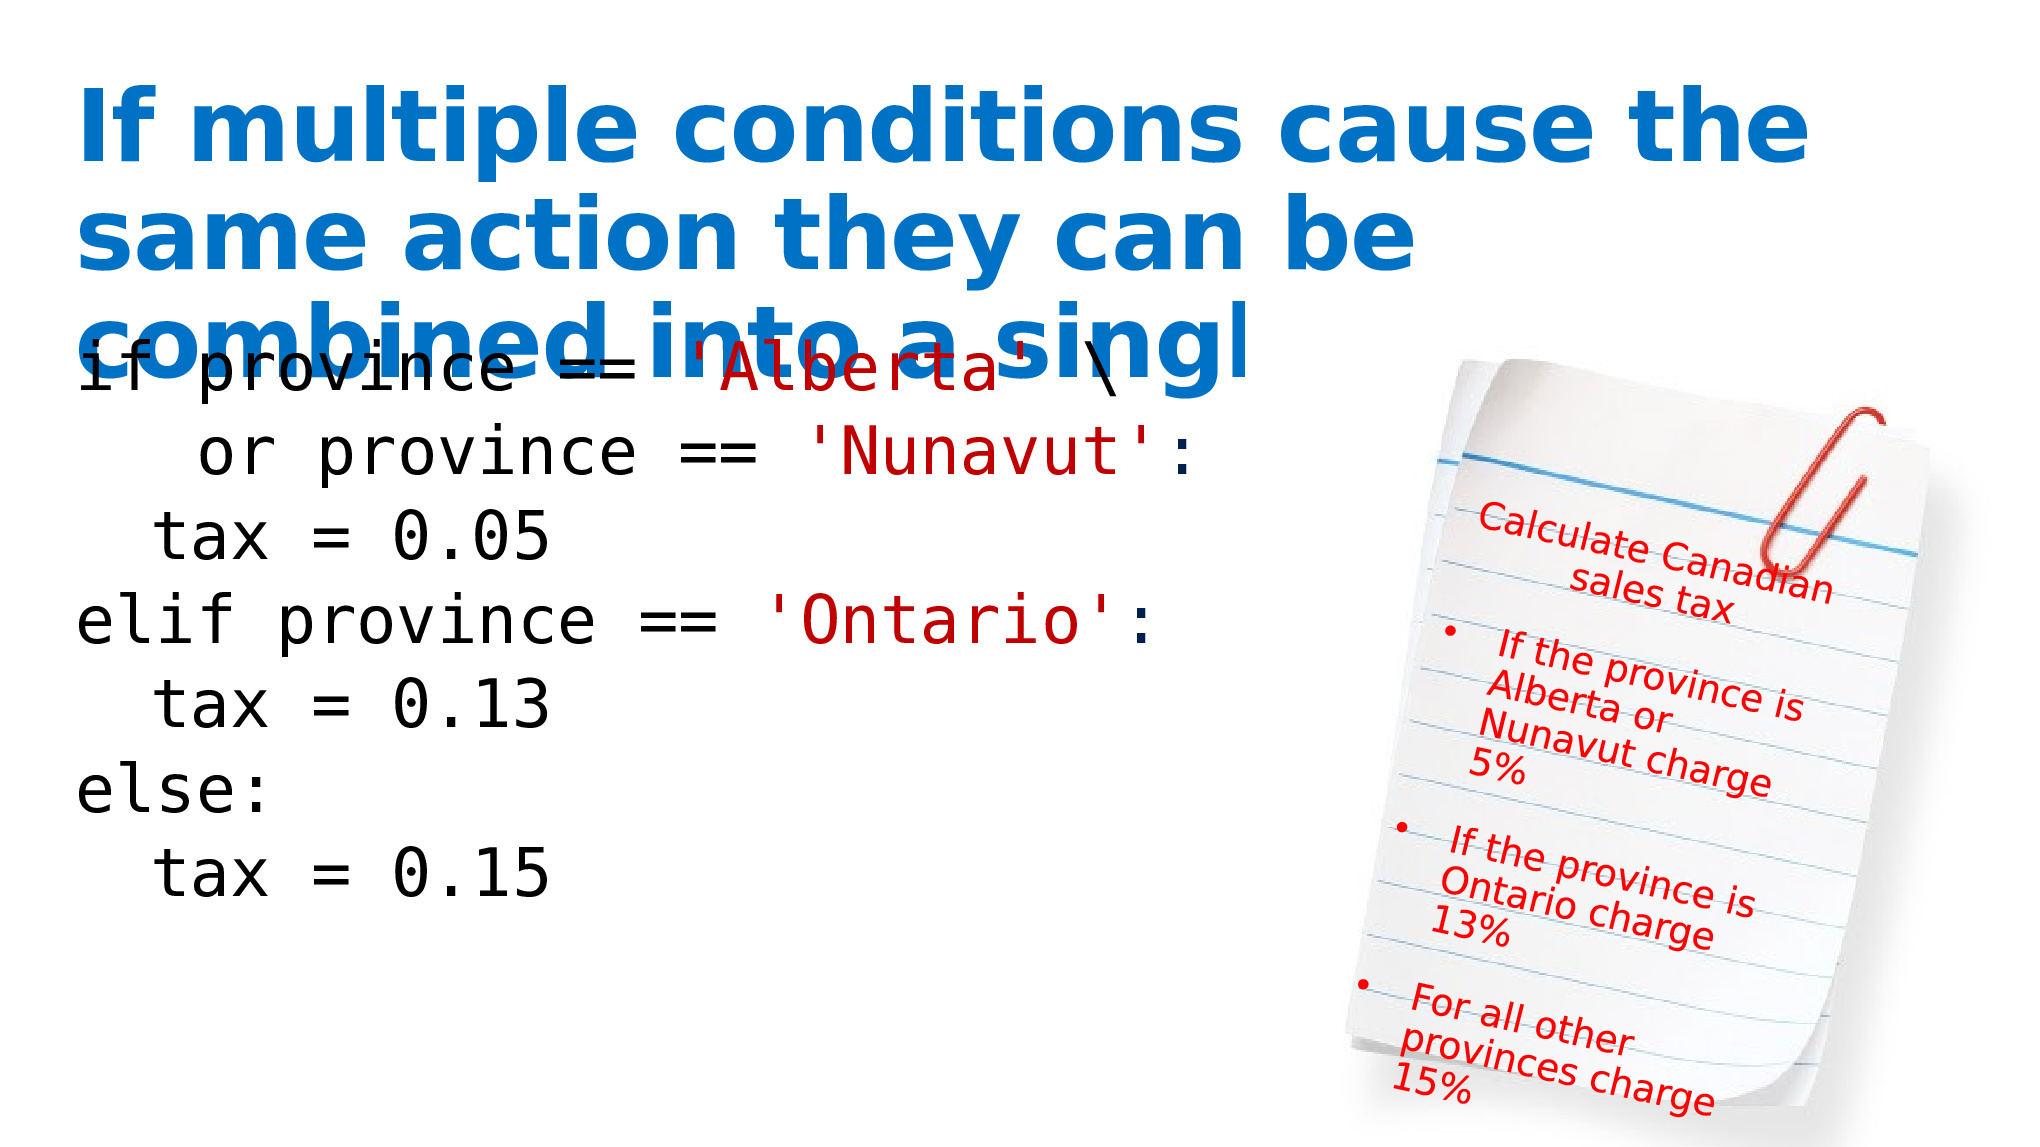 If multiple conditions cause the
same action they can be
combined into a singl
if province == 'Alberta' \
   or province == 'Nunavut':
  tax = 0.05
elif province == 'Ontario':
  tax = 0.13
else:
  tax = 0.15
Calculate Canadian
sales tax
• If the province is
Alberta or
Nunavut charge
5%
• If the province is
Ontario charge
13%
• For all other
provinces charge
15%